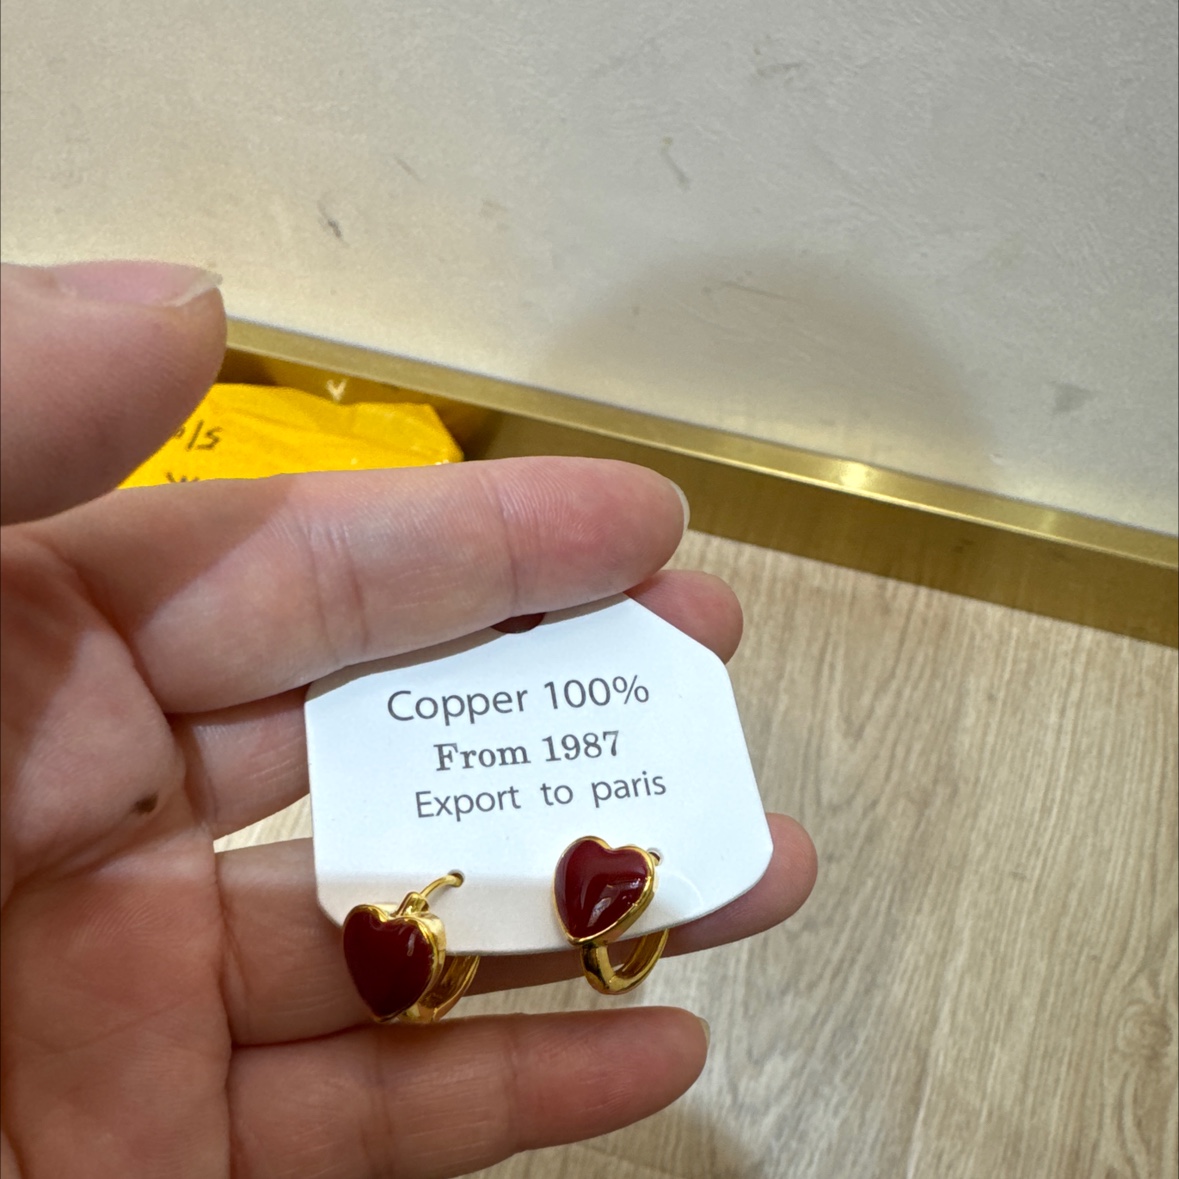 Copper 100%
From 1987
Export to paris